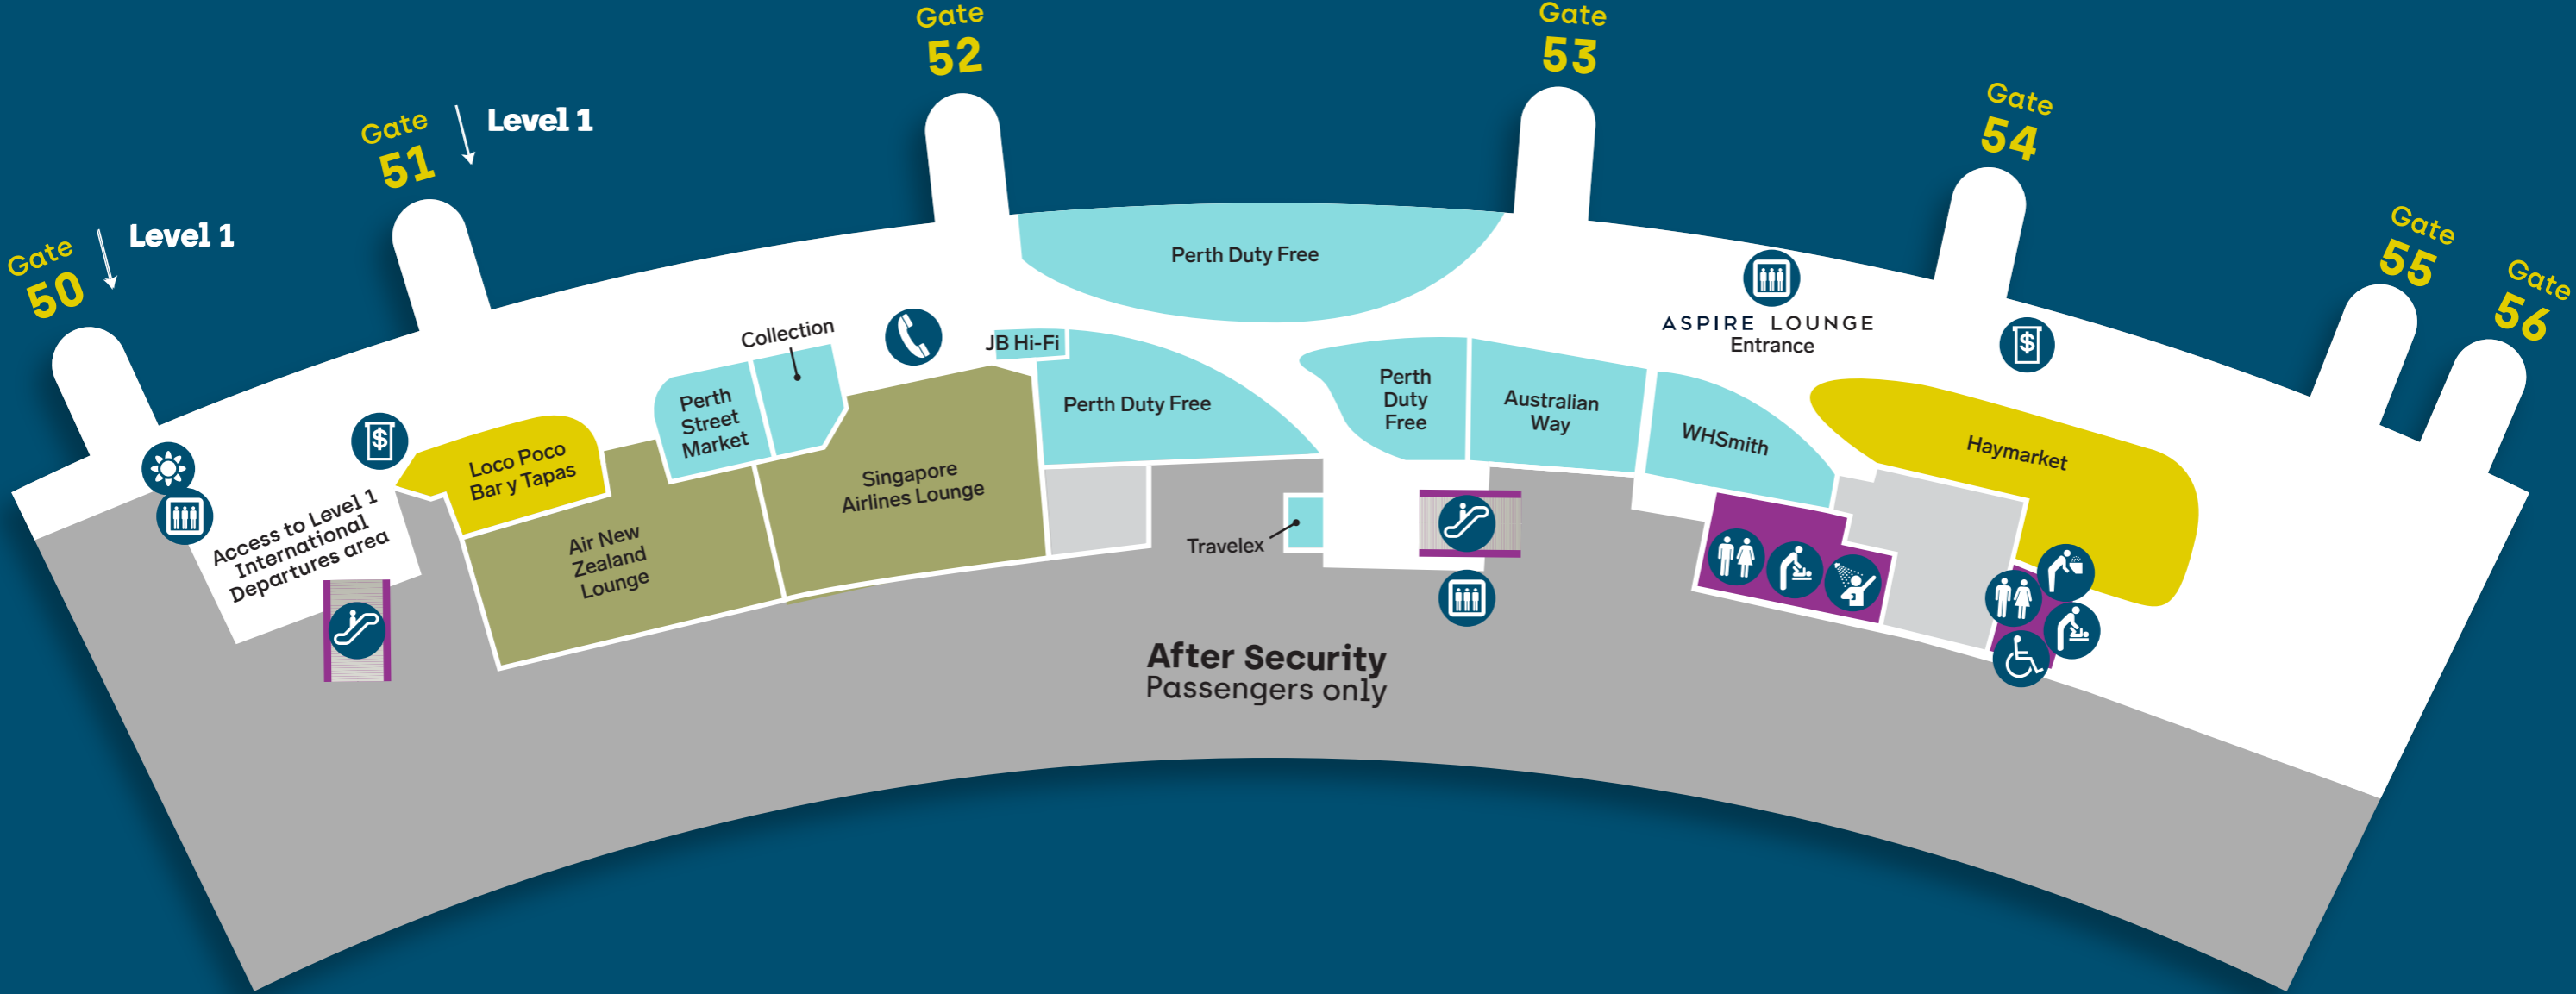 Gate
50
Level 1
Gate
51
Level 1
Gate
52
Gate
53
Gate
54
Gate
55
Gate
56
Perth Duty Free
ASPIRE LOUNGE
Entrance
Collection
JB Hi-Fi
Perth
Street
Market
Perth Duty Free
Perth
Duty
Free
Australian
Way
WHSmith
Haymarket
Loco Poco
Bar y Tapas
Singapore
Airlines Lounge
Air New
Zealand
Lounge
Access to Level 1
International
Departures area
Travelex
After Security
Passengers only
$
$